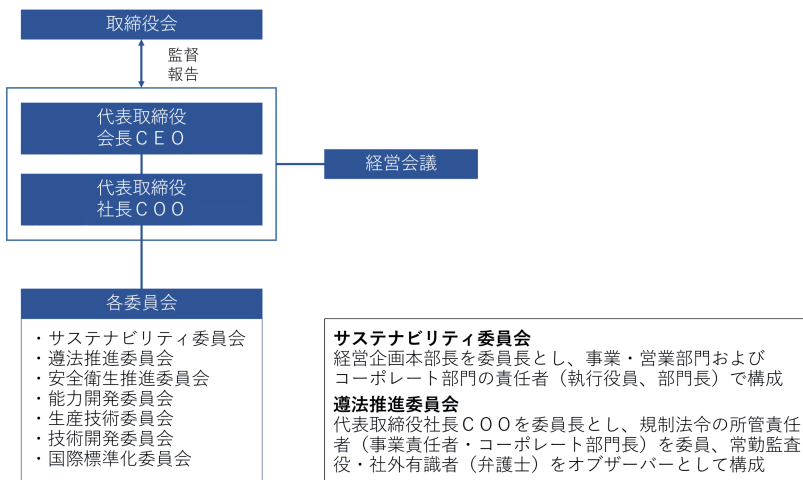 取締役会
監督
報告
代表取締役
会長ＣＥＯ
代表取締役
社長ＣＯＯ
経営会議
各委員会
・サステナビリティ委員会
・遵法推進委員会
・安全衛生推進委員会
・能力開発委員会
・生産技術委員会
・技術開発委員会
・国際標準化委員会
サステナビリティ委員会
経営企画本部長を委員長とし、事業・営業部門および
コーポレート部門の責任者（執行役員、部門長）で構成
遵法推進委員会
代表取締役社長ＣＯＯを委員長とし、規制法令の所管責任
者（事業責任者・コーポレート部門長）を委員、常勤監査
役・社外有識者（弁護士）をオブザーバーとして構成